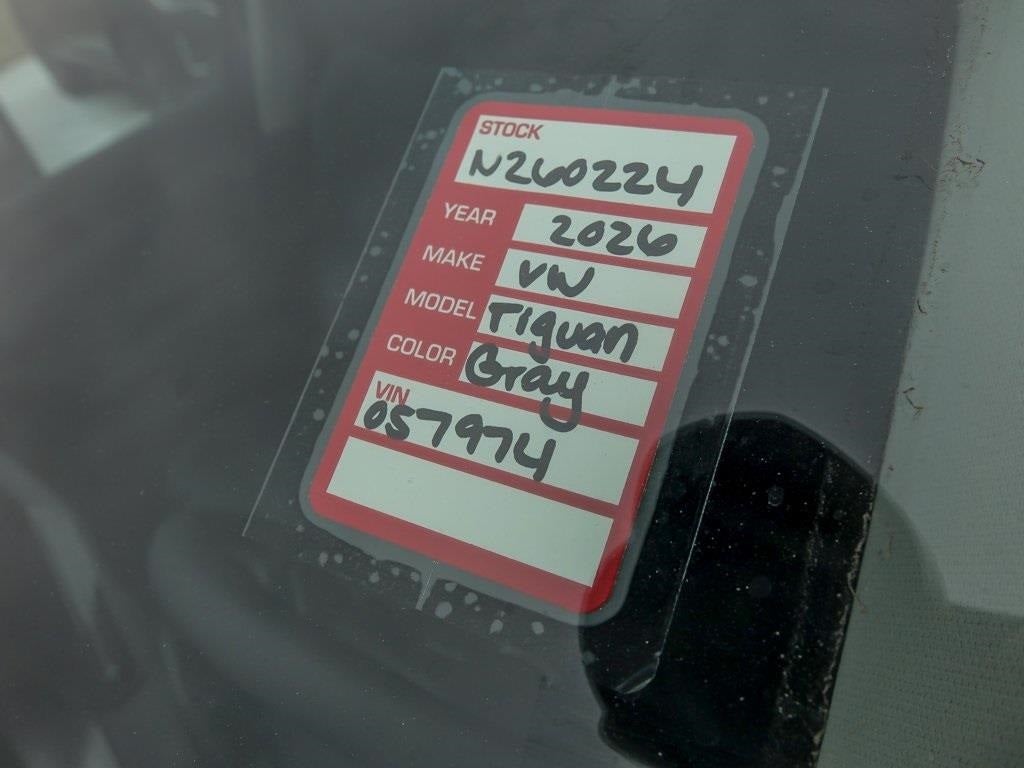 STOCK
N260224
YEAR 2026
MAKE VW
MODEL Tiguan
COLOR Gray
VIN
057974